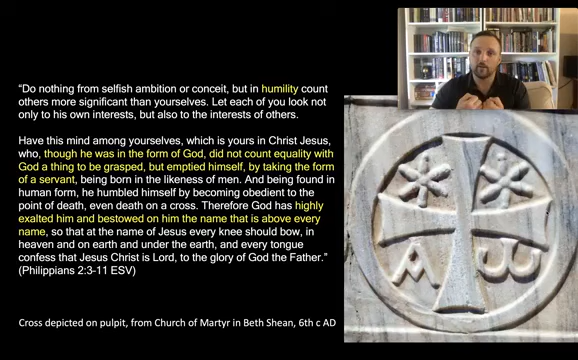 “Do nothing from selfish ambition or conceit, but in humility count
others more significant than yourselves. Let each of you look not
only to his own interests, but also to the interests of others.
Have this mind among yourselves, which is yours in Christ Jesus,
who, though he was in the form of God, did not count equality with
God a thing to be grasped, but emptied himself, by taking the form
of a servant, being born in the likeness of men. And being found in
human form, he humbled himself by becoming obedient to the
point of death, even death on a cross. Therefore God has highly
exalted him and bestowed on him the name that is above every
name, so that at the name of Jesus every knee should bow, in
heaven and on earth and under the earth, and every tongue
confess that Jesus Christ is Lord, to the glory of God the Father.”
(Philippians 2:3-11 ESV)
Cross depicted on pulpit, from Church of Martyr in Beth Shean, 6th c AD
Α ω